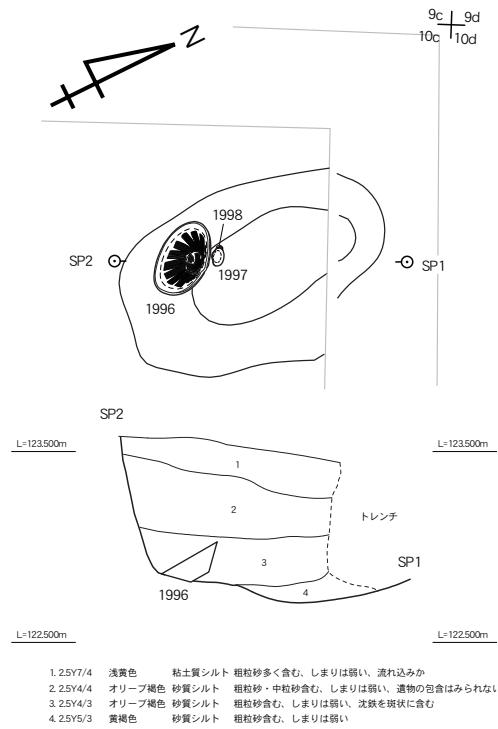 9c 9d
10c 10d
N
1998
SP2
SP1
1997
1996
SP2
L=123.500m
L=123.500m
1
2
トレンチ
3
SP1
1996
4
L=122.500m
L=122.500m
1. 2.5Y7/4 浅黄色 粘土質シルト 粗粒砂多く含む、しまりは弱い、流れ込みか
2. 2.5Y4/4 オリーブ褐色 砂質シルト 粗粒砂・中粒砂含む、しまりは弱い、遺物の包含はみられない
3. 2.5Y4/3 オリーブ褐色 砂質シルト 粗粒砂含む、しまりは弱い、沈鉄を斑状に含む
4. 2.5Y5/3 黄褐色 砂質シルト 粗粒砂含む、しまりは弱い